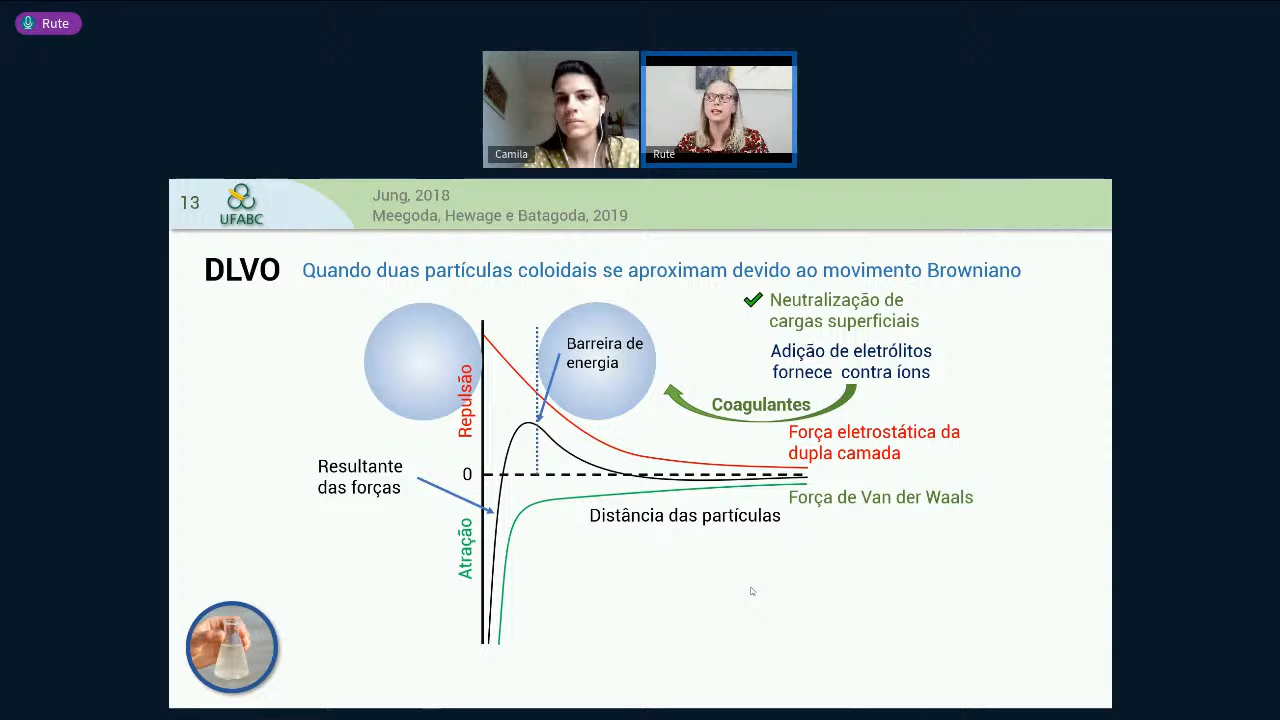 Rute
Camila
Rute
13
UFABC
Jung, 2018
Meegoda, Hewage e Batagoda, 2019
DLVO
Quando duas partículas coloidais se aproximam devido ao movimento Browniano
Neutralização de
cargas superficiais
Barreira de
energia
Adição de eletrólitos
fornece contra íons
Coagulantes
Repulsão
Força eletrostática da
dupla camada
Resultante
das forças
0
Força de Van der Waals
Distância das partículas
Atração